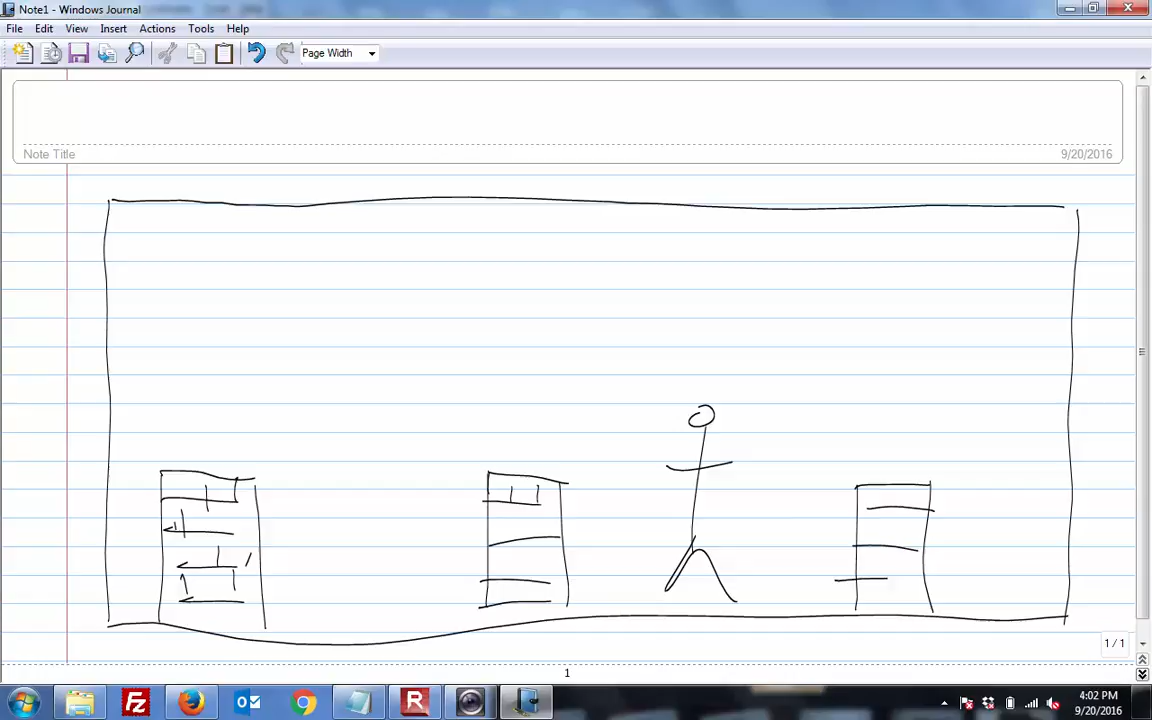 Note1 - Windows Journal
File Edit View Insert Actions Tools Help
Page Width
Note Title
9/20/2016
1 / 1
1
4:02 PM
9/20/2016